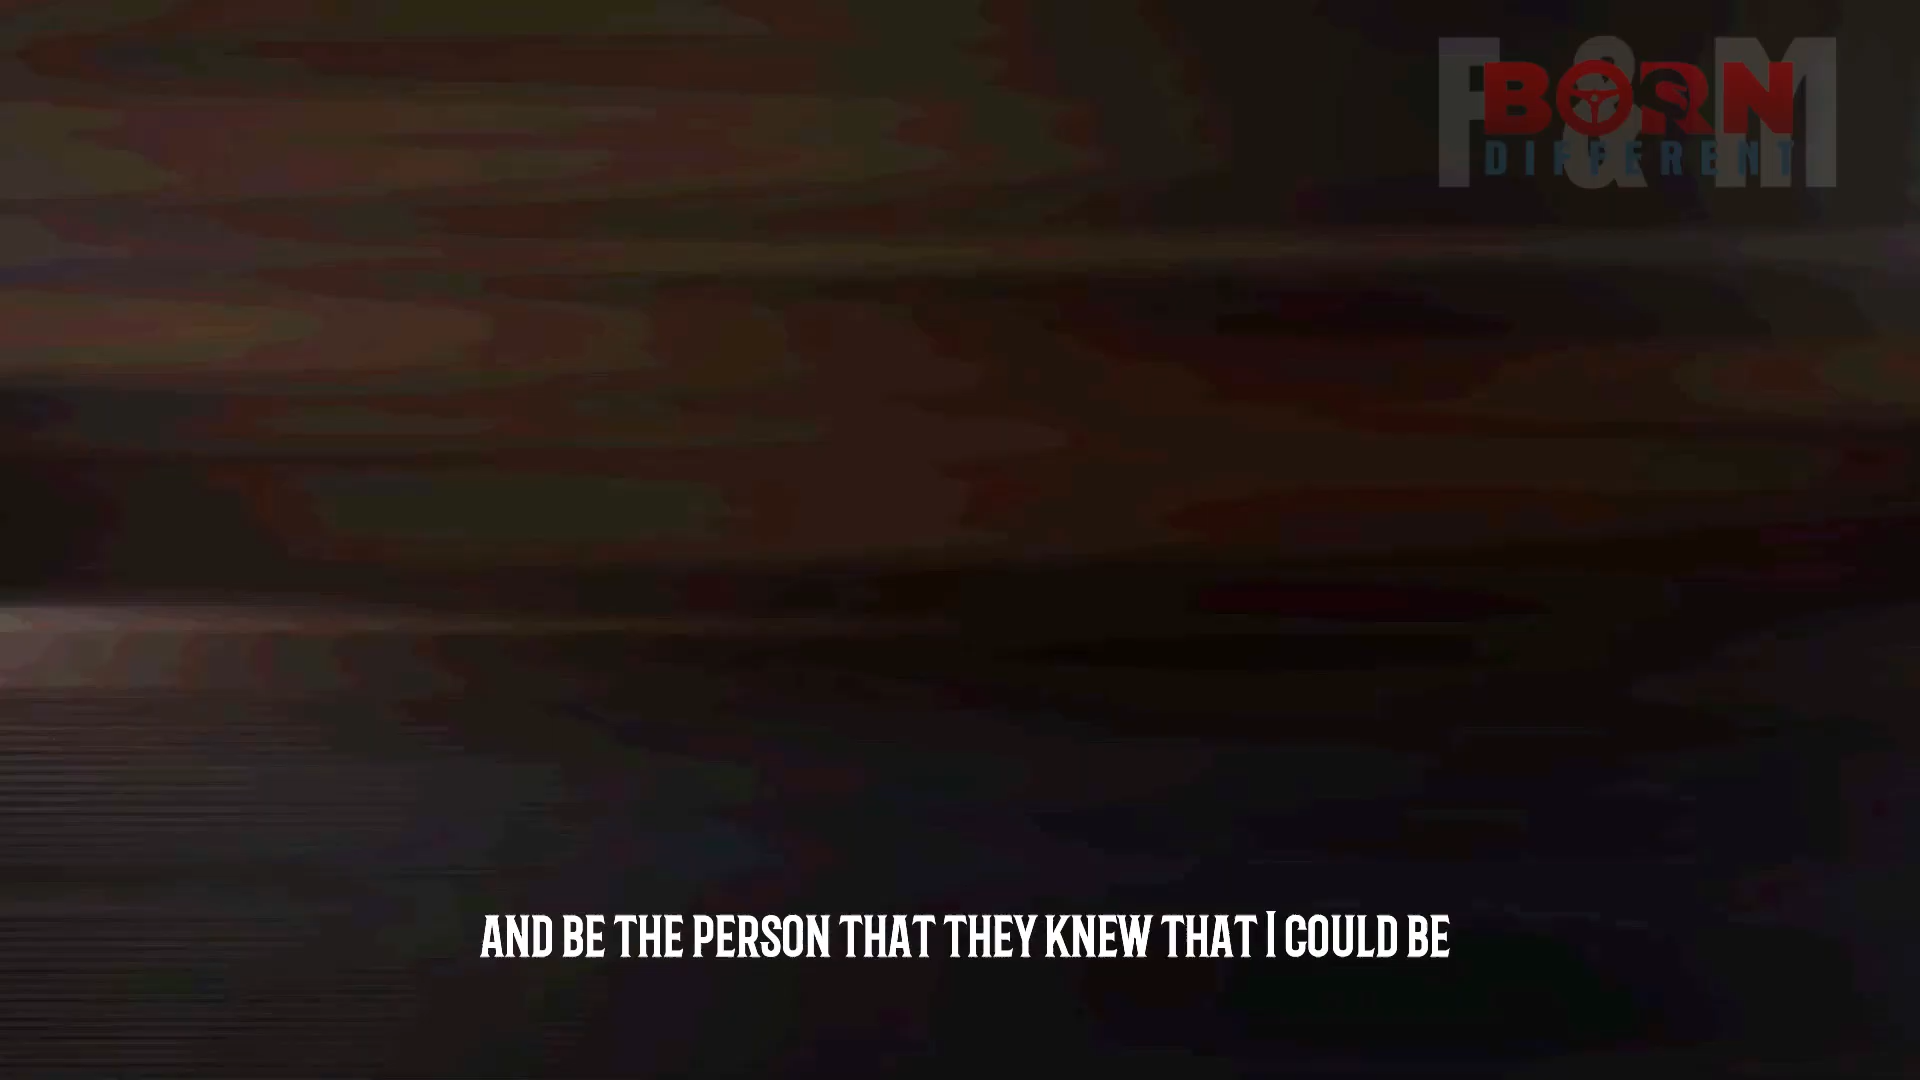 F&M
BORN
DIFFERENT
AND BE THE PERSON THAT THEY KNEW THAT I COULD BE